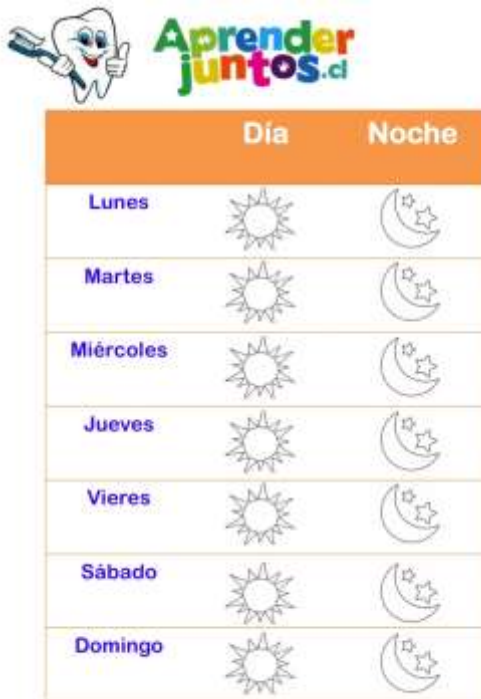 Aprender
juntos.cl
Día Noche
Lunes
Martes
Miércoles
Jueves
Vieres
Sábado
Domingo